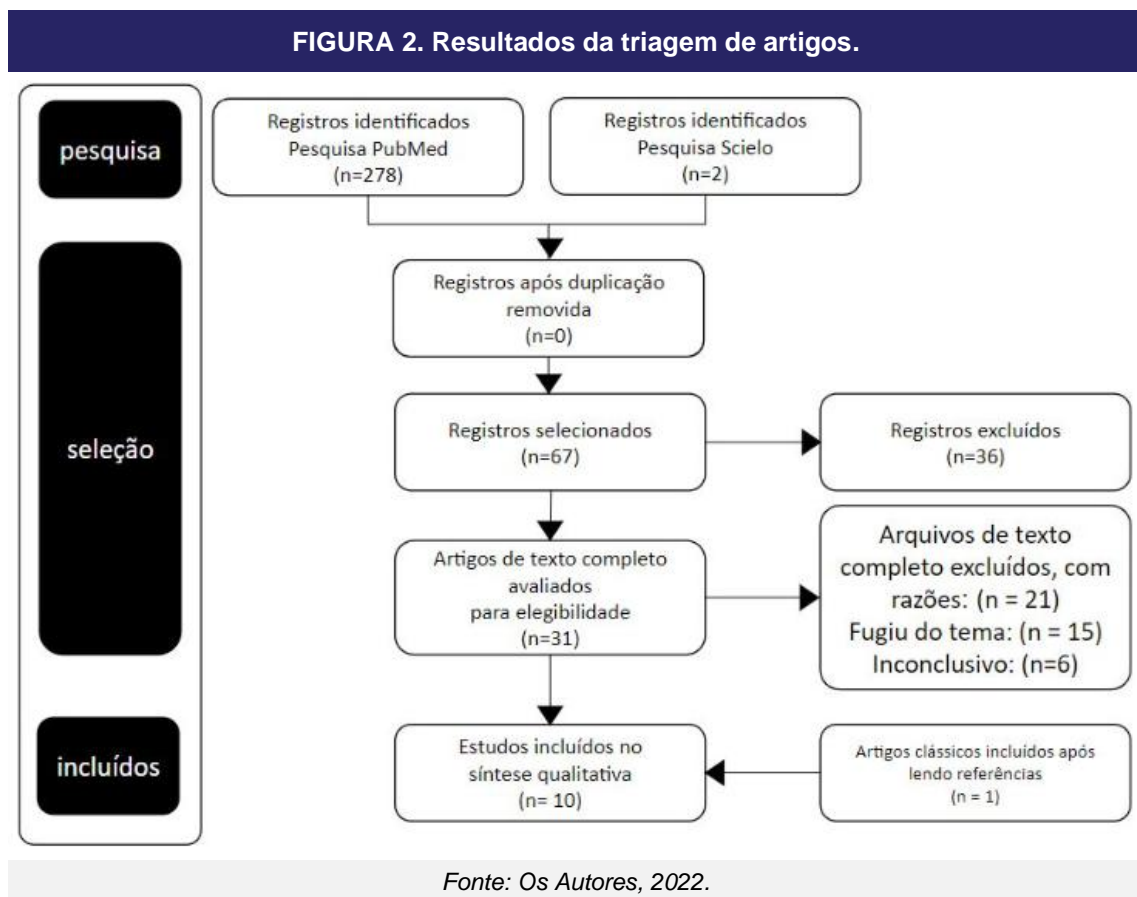 FIGURA 2. Resultados da triagem de artigos.
pesquisa
Registros identificados
Pesquisa PubMed
(n=278)
Registros identificados
Pesquisa Scielo
(n=2)
seleção
Registros após duplicação
removida
(n=0)
Registros selecionados
(n=67)
Registros excluídos
(n=36)
Artigos de texto completo
avaliados
para elegibilidade
(n=31)
Arquivos de texto
completo excluídos, com
razões: (n = 21)
Fugiu do tema: (n = 15)
Inconclusivo: (n=6)
incluídos
Estudos incluídos no
síntese qualitativa
(n= 10)
Artigos clássicos incluídos após
lendo referências
(n = 1)
Fonte: Os Autores, 2022.